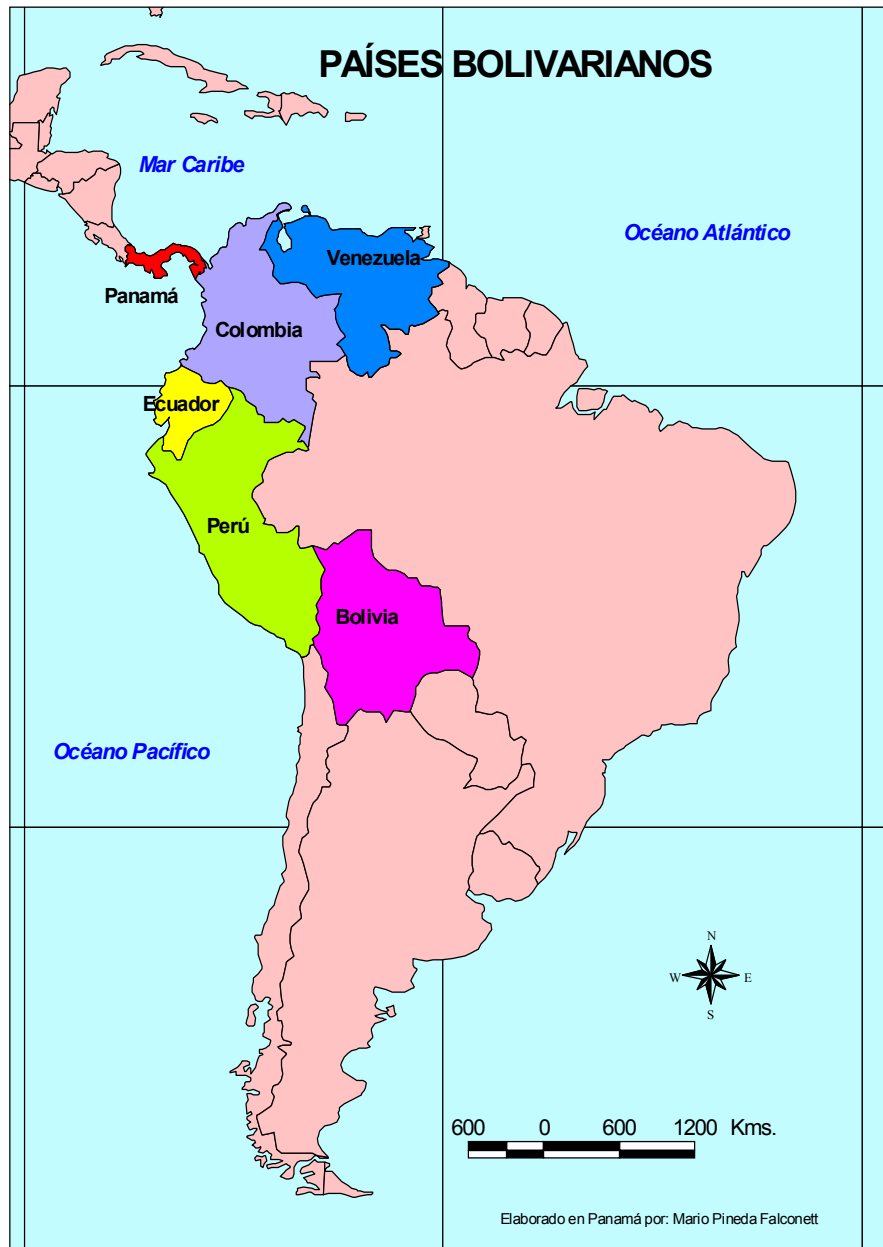 PAÍSES BOLIVARIANOS
Mar Caribe
Océano Atlántico
Venezuela
Panamá
Colombia
Ecuador
Perú
Bolivia
Océano Pacífico
N
W E
S
600 0 600 1200 Kms.
Elaborado en Panamá por: Mario Pineda Falconett